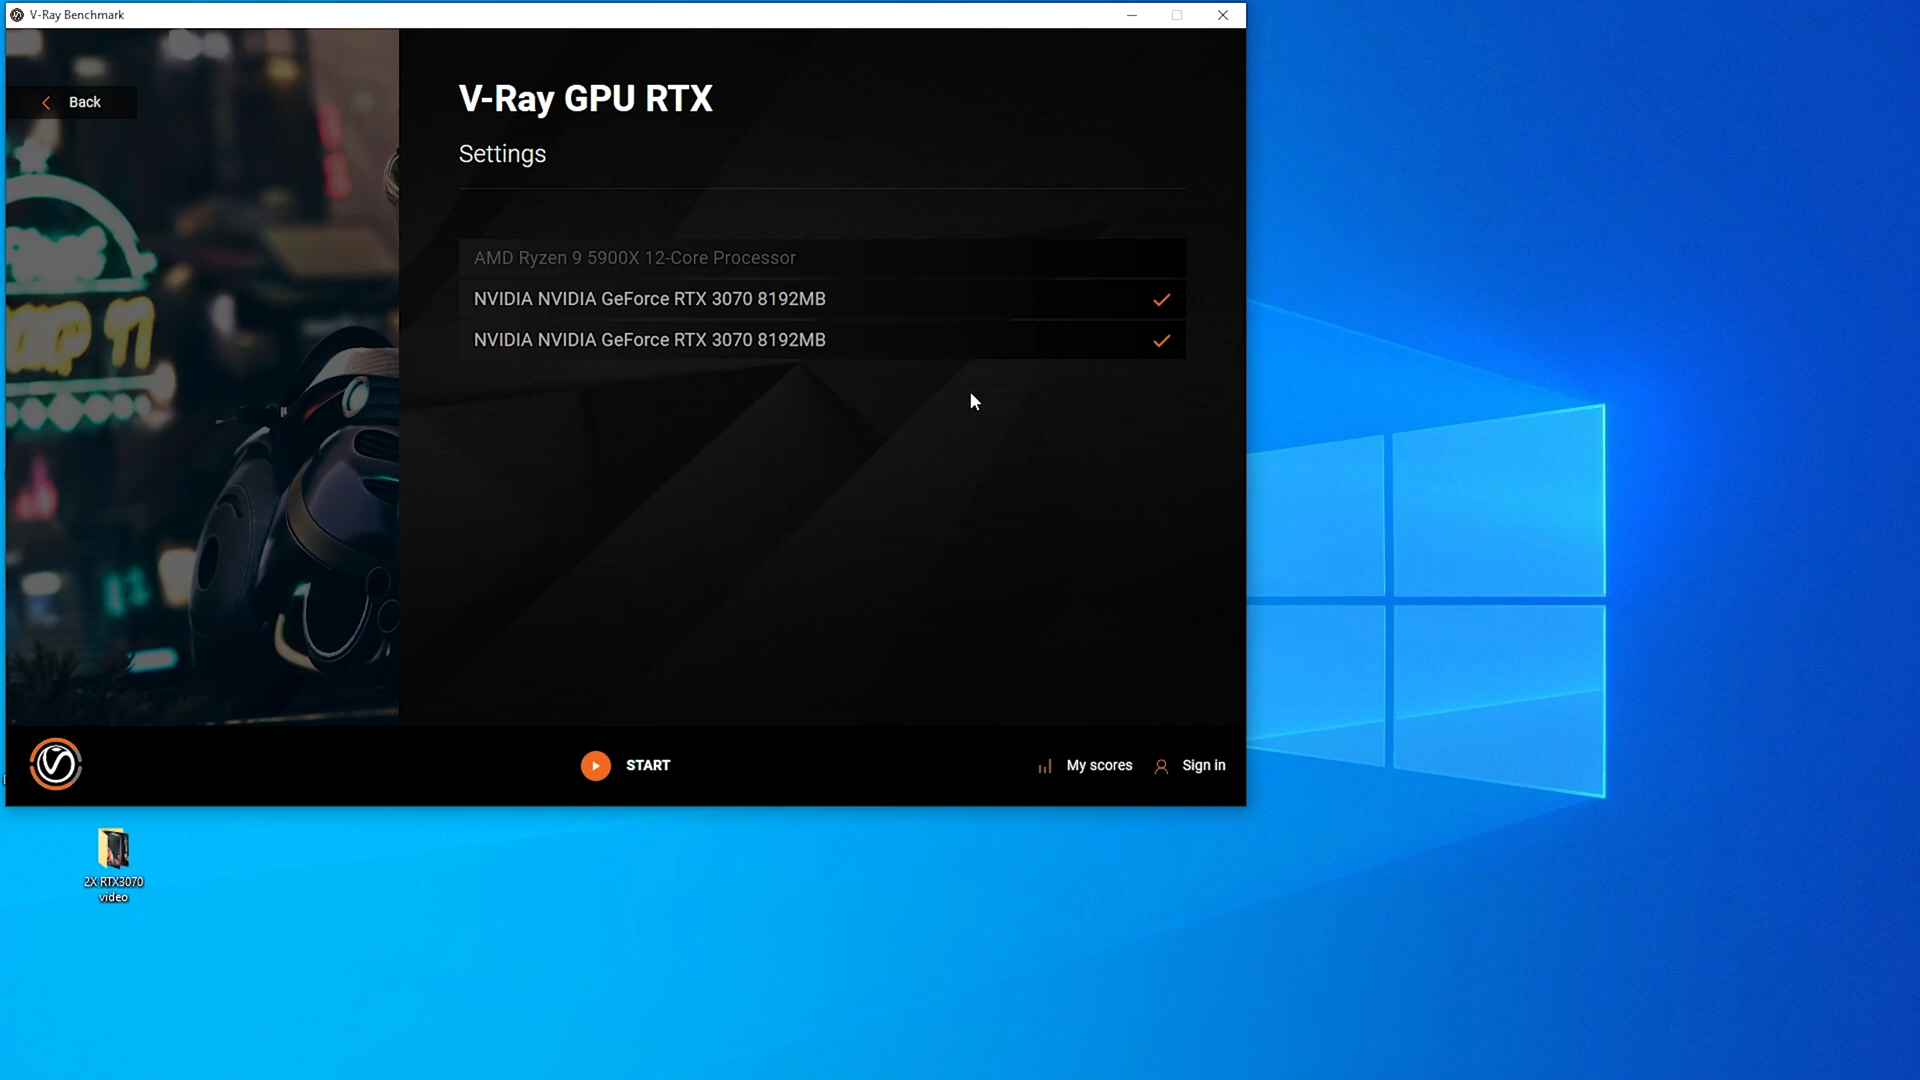 V-Ray Benchmark
Back
V-Ray GPU RTX
Settings
AMD Ryzen 9 5900X 12-Core Processor
NVIDIA NVIDIA GeForce RTX 3070 8192MB
NVIDIA NVIDIA GeForce RTX 3070 8192MB
START
My scores
Sign in
2X RTX3070
video